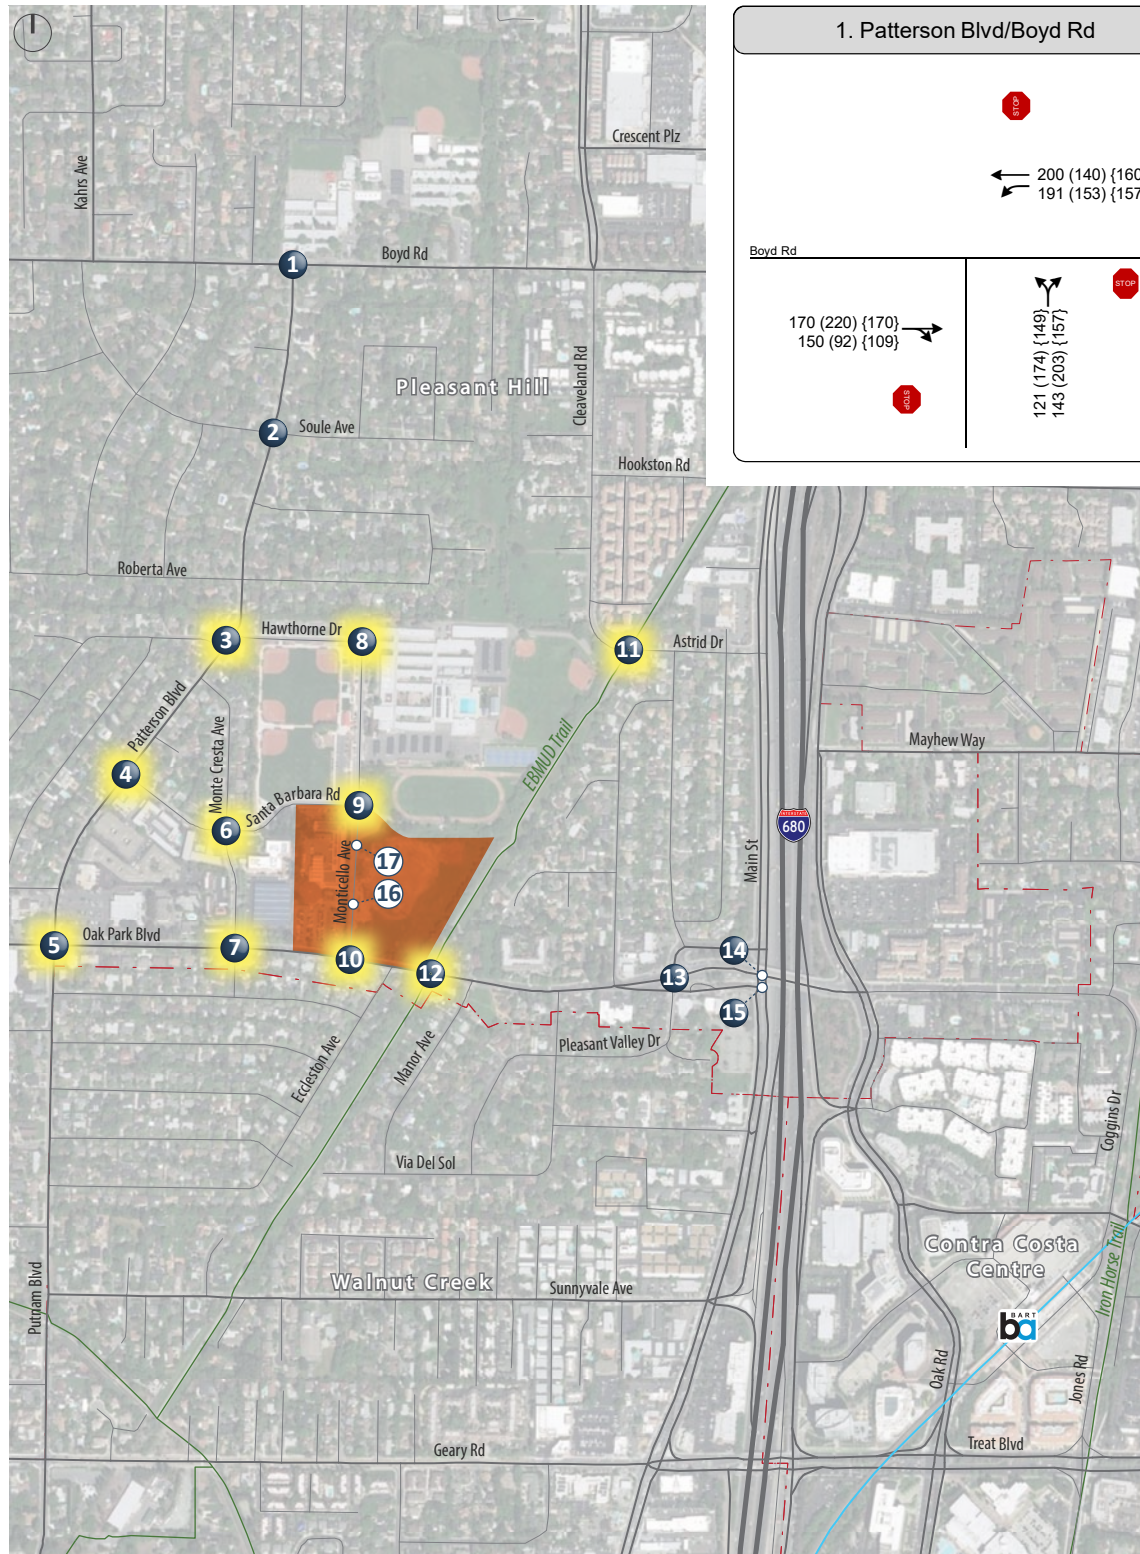 1. Patterson Blvd/Boyd Rd
STOP
200 (140) {160
191 (153) {157
Boyd Rd
STOP
170 (220) {170}
150 (92) {109}
STOP
121 (174) {149}
143 (203) {157}
Kahrs Ave
Crescent Plz
Boyd Rd
1
Cleaveland Rd
Pleasant Hill
2
Soule Ave
Hookston Rd
Roberta Ave
3
Hawthorne Dr
8
11
Astrid Dr
Patterson Blvd
Monte Cresta Ave
EBMUD Trail
Mayhew Way
4
Santa Barbara Rd
9
6
INTERSTATE
680
Main St
Monticello Ave
17
16
5
Oak Park Blvd
7
10
12
13
14
15
Pleasant Valley Dr
Eccleston Ave
Manor Ave
Coggins Dr
Via Del Sol
Contra Costa
Centre
Iron Horse Trail
Walnut Creek
Sunnyvale Ave
Putnam Blvd
BART
ba
Oak Rd
Jones Rd
Geary Rd
Treat Blvd